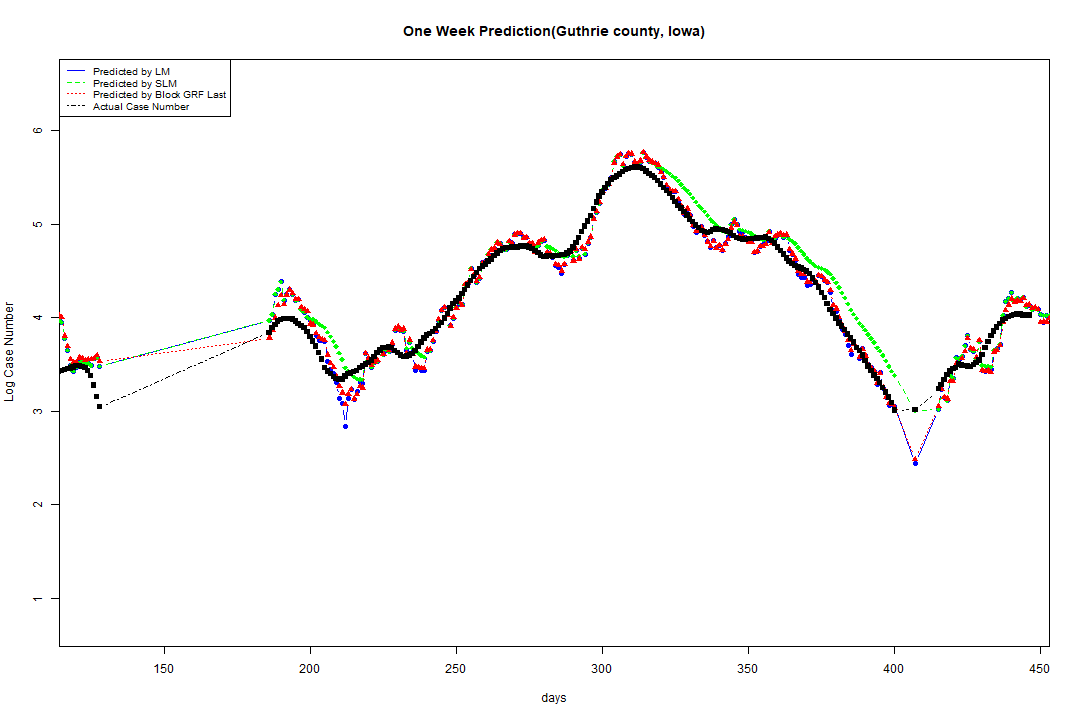 One Week Prediction(Guthrie county, Iowa)
Predicted by LM
Predicted by SLM
Predicted by Block GRF Last
Actual Case Number
Log Case Number
6
5
4
3
2
1
150 200 250 300 350 400 450
days